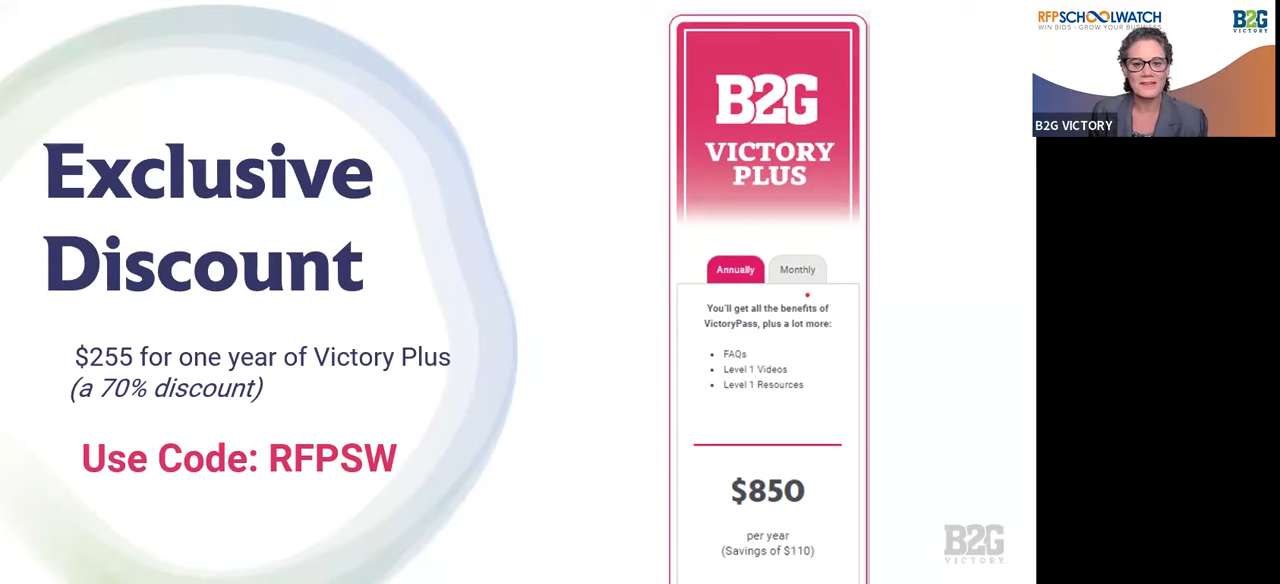 Exclusive
Discount
$255 for one year of Victory Plus
(a 70% discount)
Use Code: RFPSW
B2G
VICTORY
PLUS
Annually
Monthly
You'll get all the benefits of
VictoryPass, plus a lot more:
• FAQs
• Level 1 Videos
• Level 1 Resources
$850
per year
(Savings of $110)
B2G
VICTORY
RFPSCHOOLWATCH
WIN BIDS - GROW YOUR BUSINESS
B2G
VICTORY
B2G VICTORY